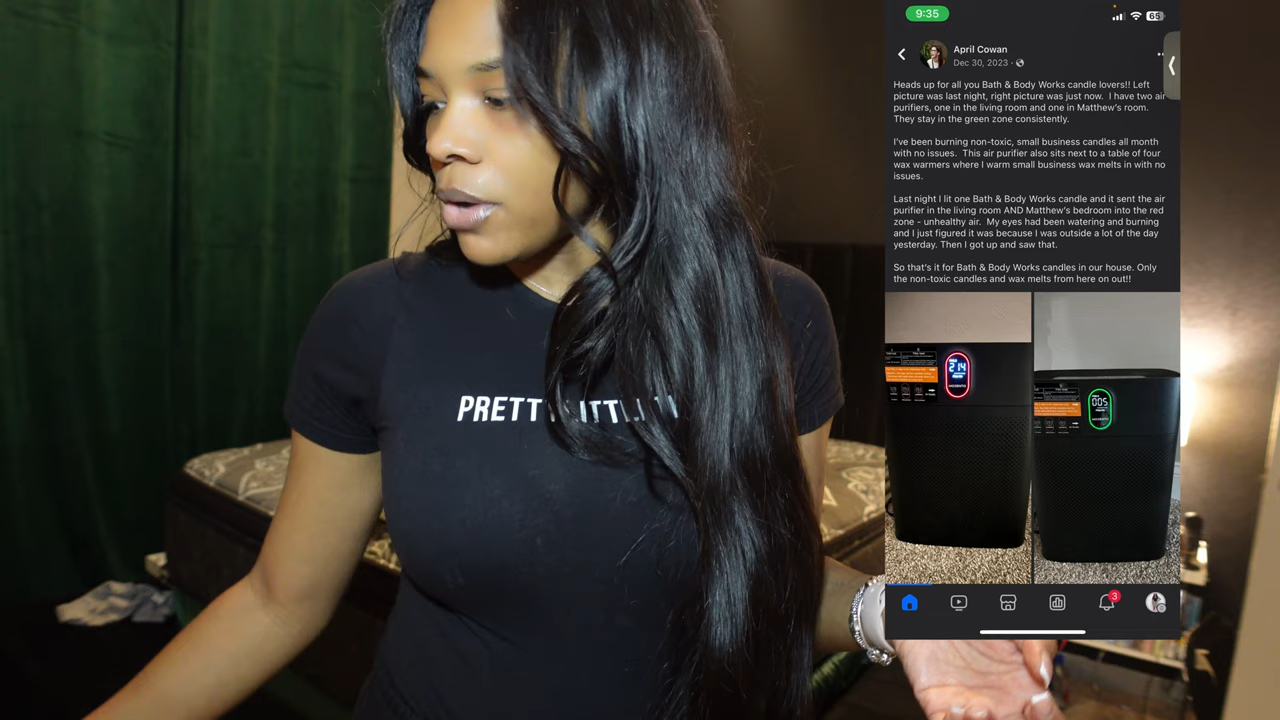 9:35
65
April Cowan
Dec 30, 2023 ·
Heads up for all you Bath & Body Works candle lovers!! Left
picture was last night, right picture was just now. I have two air
purifiers, one in the living room and one in Matthew's room.
They stay in the green zone consistently.
I've been burning non-toxic, small business candles all month
with no issues. This air purifier also sits next to a table of four
wax warmers where I warm small business wax melts in with no
issues.
Last night I lit one Bath & Body Works candle and it sent the air
purifier in the living room AND Matthew's bedroom into the red
zone - unhealthy air. My eyes had been watering and burning
and I just figured it was because I was outside a lot of the day
yesterday. Then I got up and saw that.
So that's it for Bath & Body Works candles in our house. Only
the non-toxic candles and wax melts from here on out!!
214
005
3
PRETT